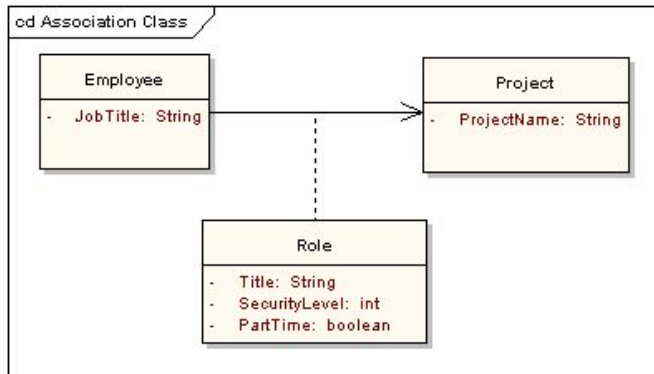 cd Association Class
Employee
- JobTitle: String
Project
- ProjectName: String
Role
- Title: String
- SecurityLevel: int
- PartTime: boolean